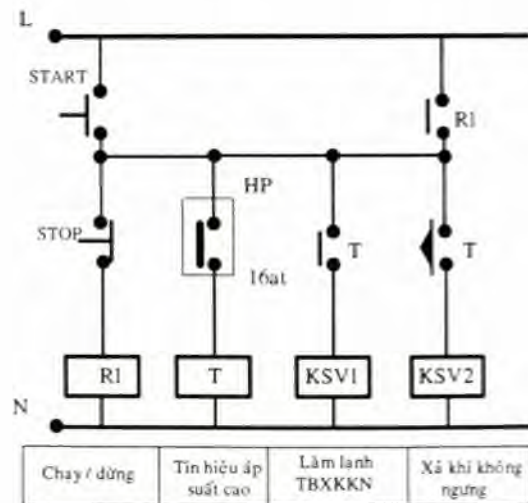 L
START
R1
HP
STOP
T
T
16at
R1
T
KSV1
KSV2
N
Chạy / dừng
Tín hiệu áp
suất cao
Làm lạnh
TBXKKN
Xả khí không
ngưng